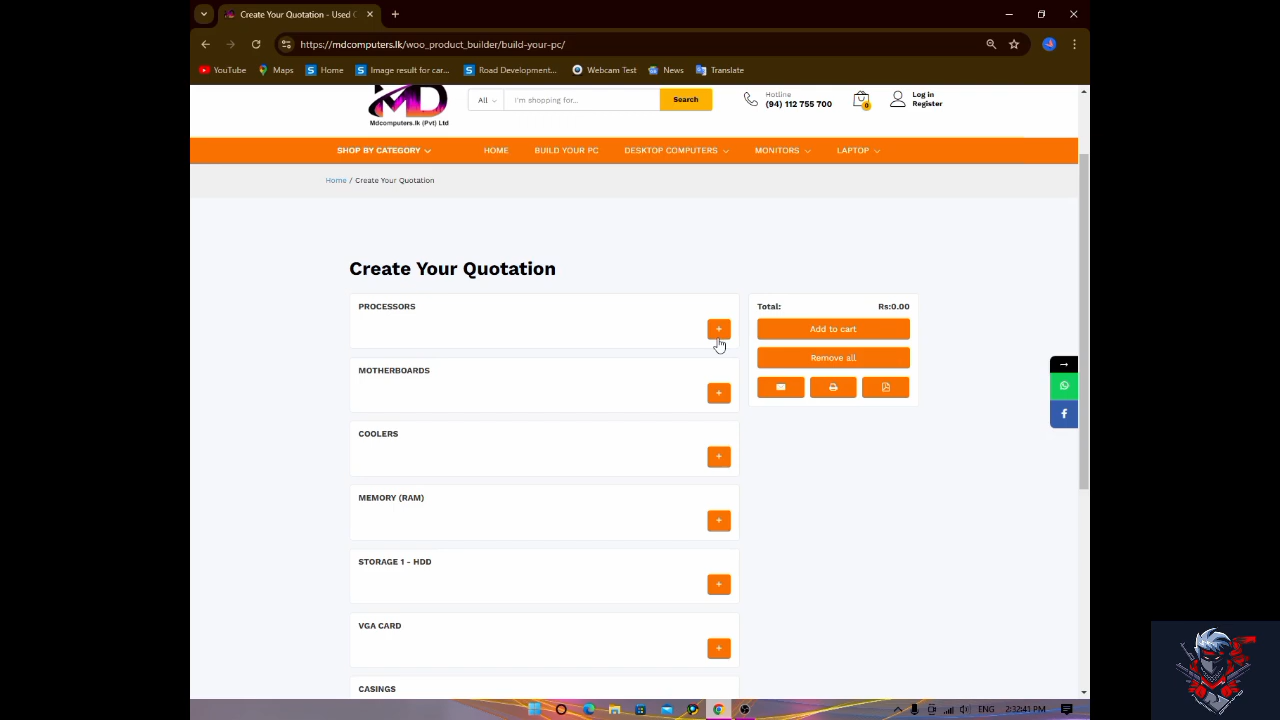 Create Your Quotation - Used C
https://mdcomputers.lk/woo_product_builder/build-your-pc/
YouTube
Maps
Home
Image result for car...
Road Development...
Webcam Test
News
Translate
MD
Mdcomputers.lk (Pvt) Ltd
All
I'm shopping for...
Search
Hotline
(94) 112 755 700
0
Log in
Register
SHOP BY CATEGORY
HOME
BUILD YOUR PC
DESKTOP COMPUTERS
MONITORS
LAPTOP
Home / Create Your Quotation
Create Your Quotation
PROCESSORS
+
MOTHERBOARDS
+
COOLERS
+
MEMORY (RAM)
+
STORAGE 1 - HDD
+
VGA CARD
+
CASINGS
Total: Rs:0.00
Add to cart
Remove all
ENG
2:32:41 PM